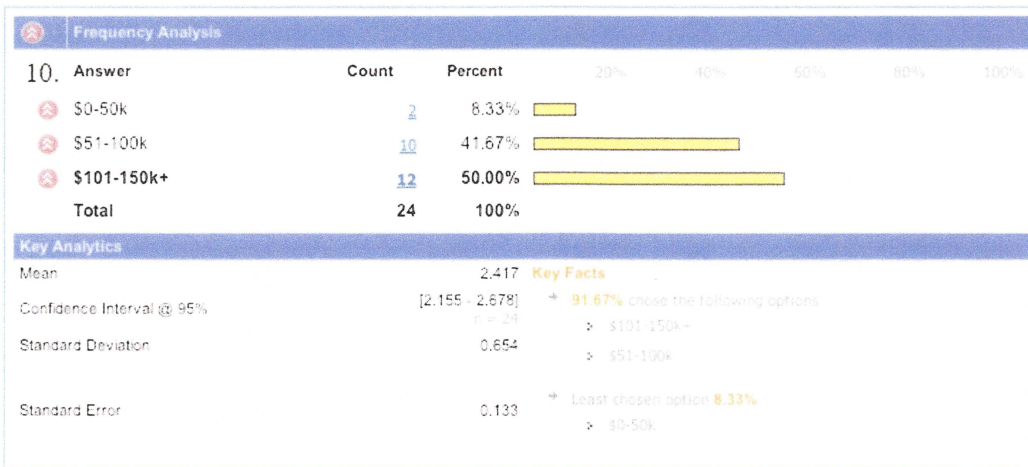 Frequency Analysis
10. Answer Count Percent 20% 40% 60% 80% 100%
$0-50k 2 8.33%
$51-100k 10 41.67%
$101-150k+ 12 50.00%
Total 24 100%
Key Analytics
Mean 2.417 Key Facts
Confidence Interval @ 95% [2.155 - 2.678] 91.67% chose the following options
n = 24 $101-150k+
Standard Deviation 0.654 $51-100k
Standard Error 0.133 Least chosen option 8.33%
$0-50k